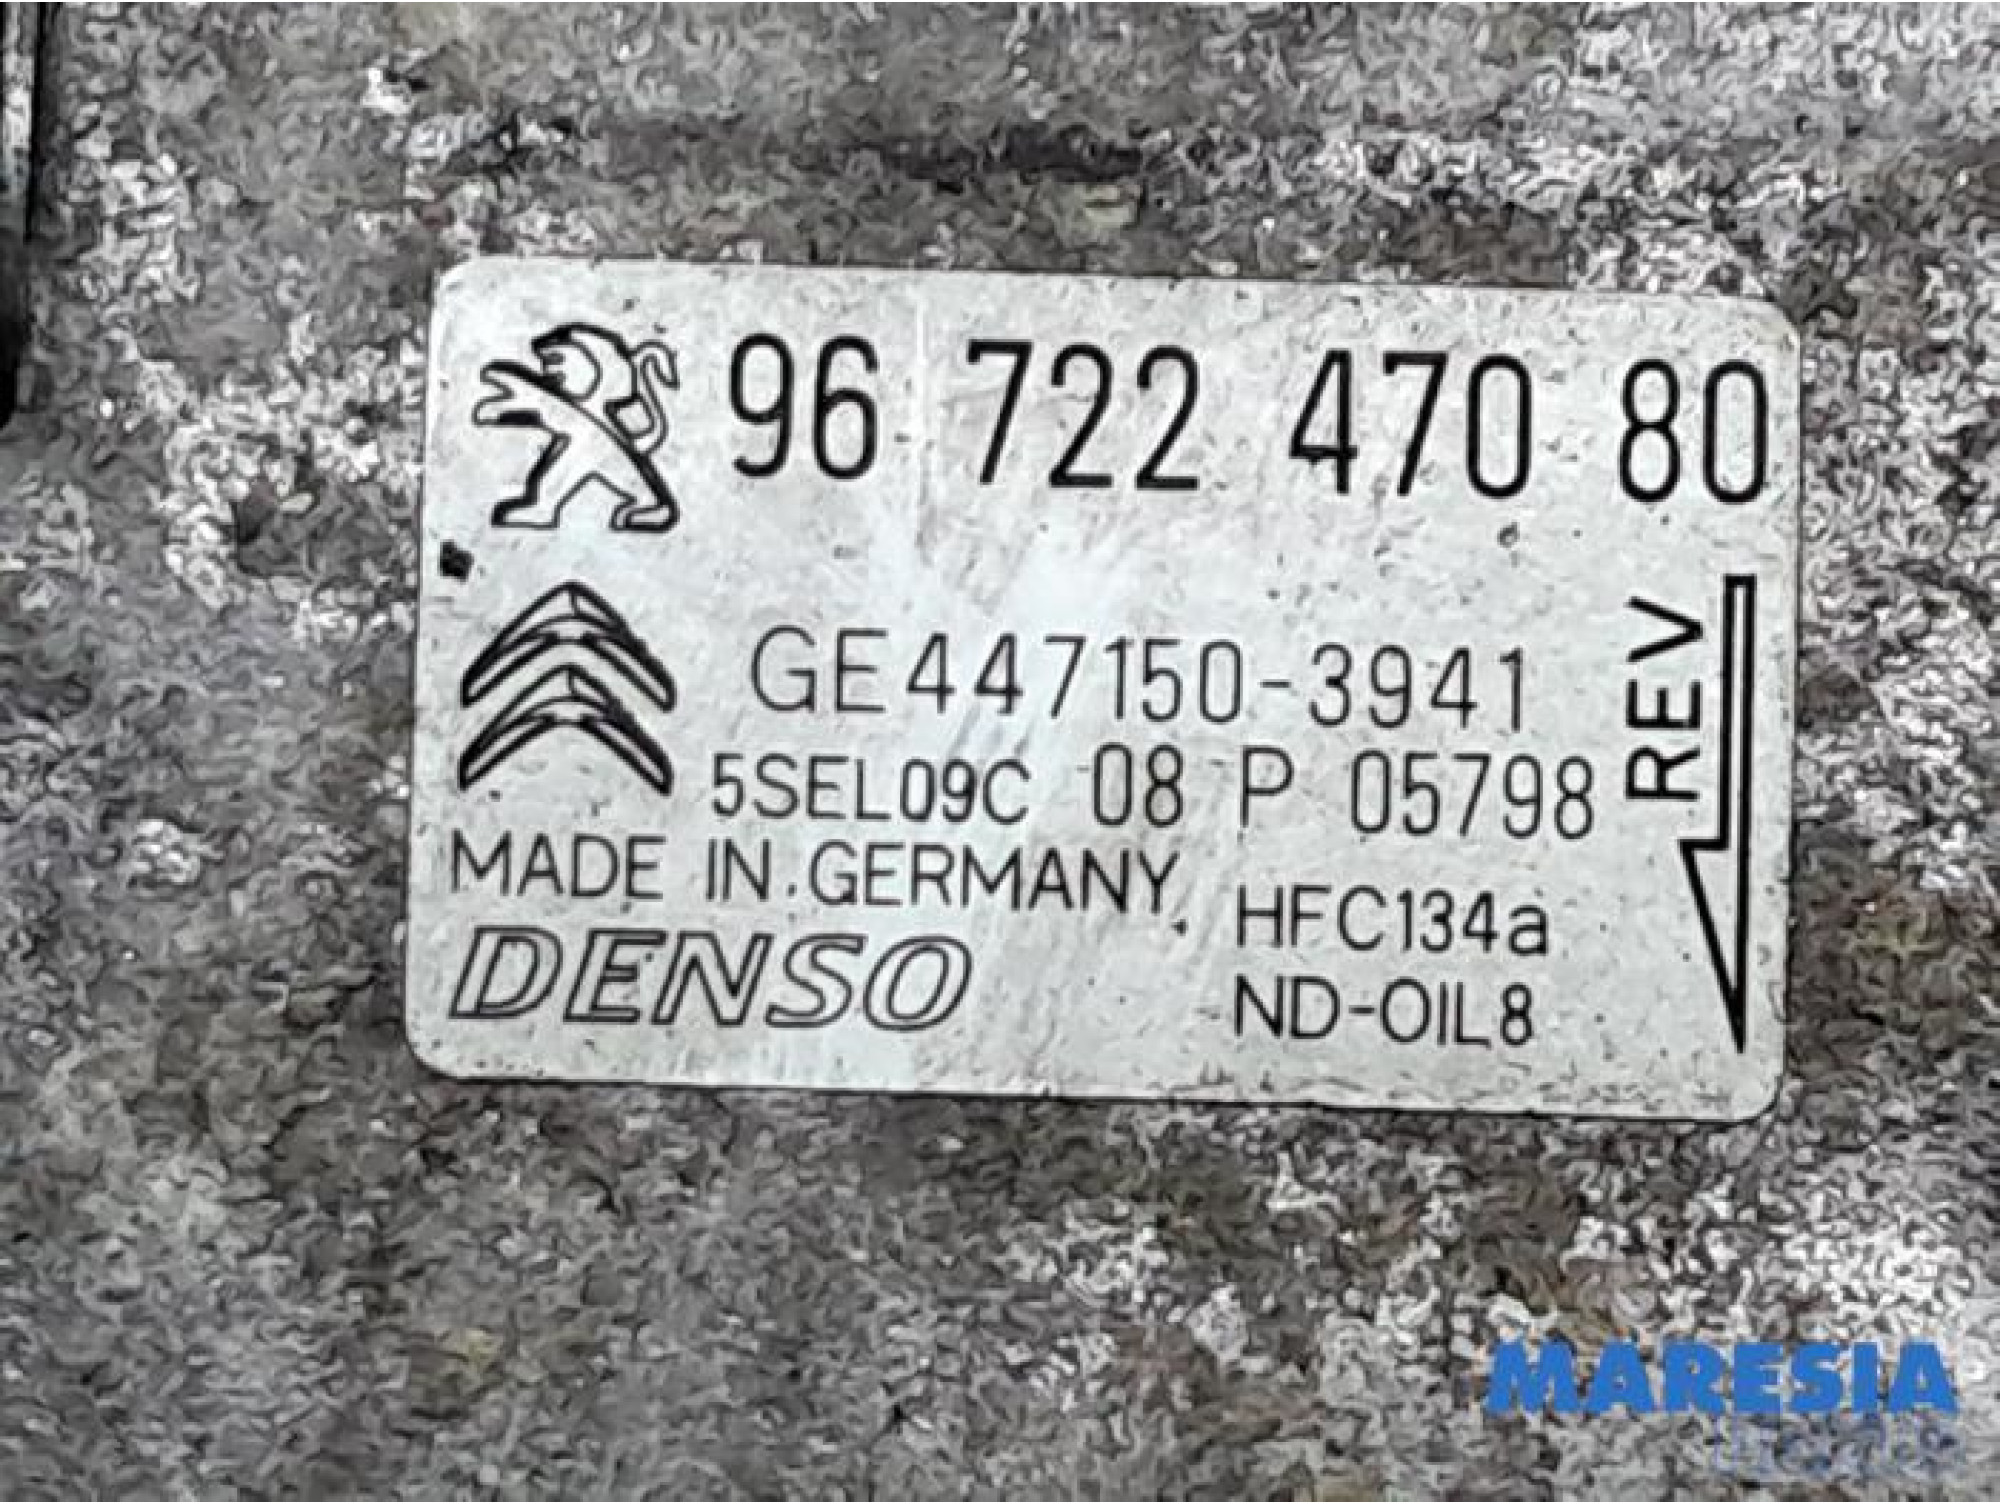 96 722 470 80
GE447150-3941
5SEL09C 08 P 05798
REV
MADE IN GERMANY
HFC134a
DENSO
ND-OIL8
MARESIA